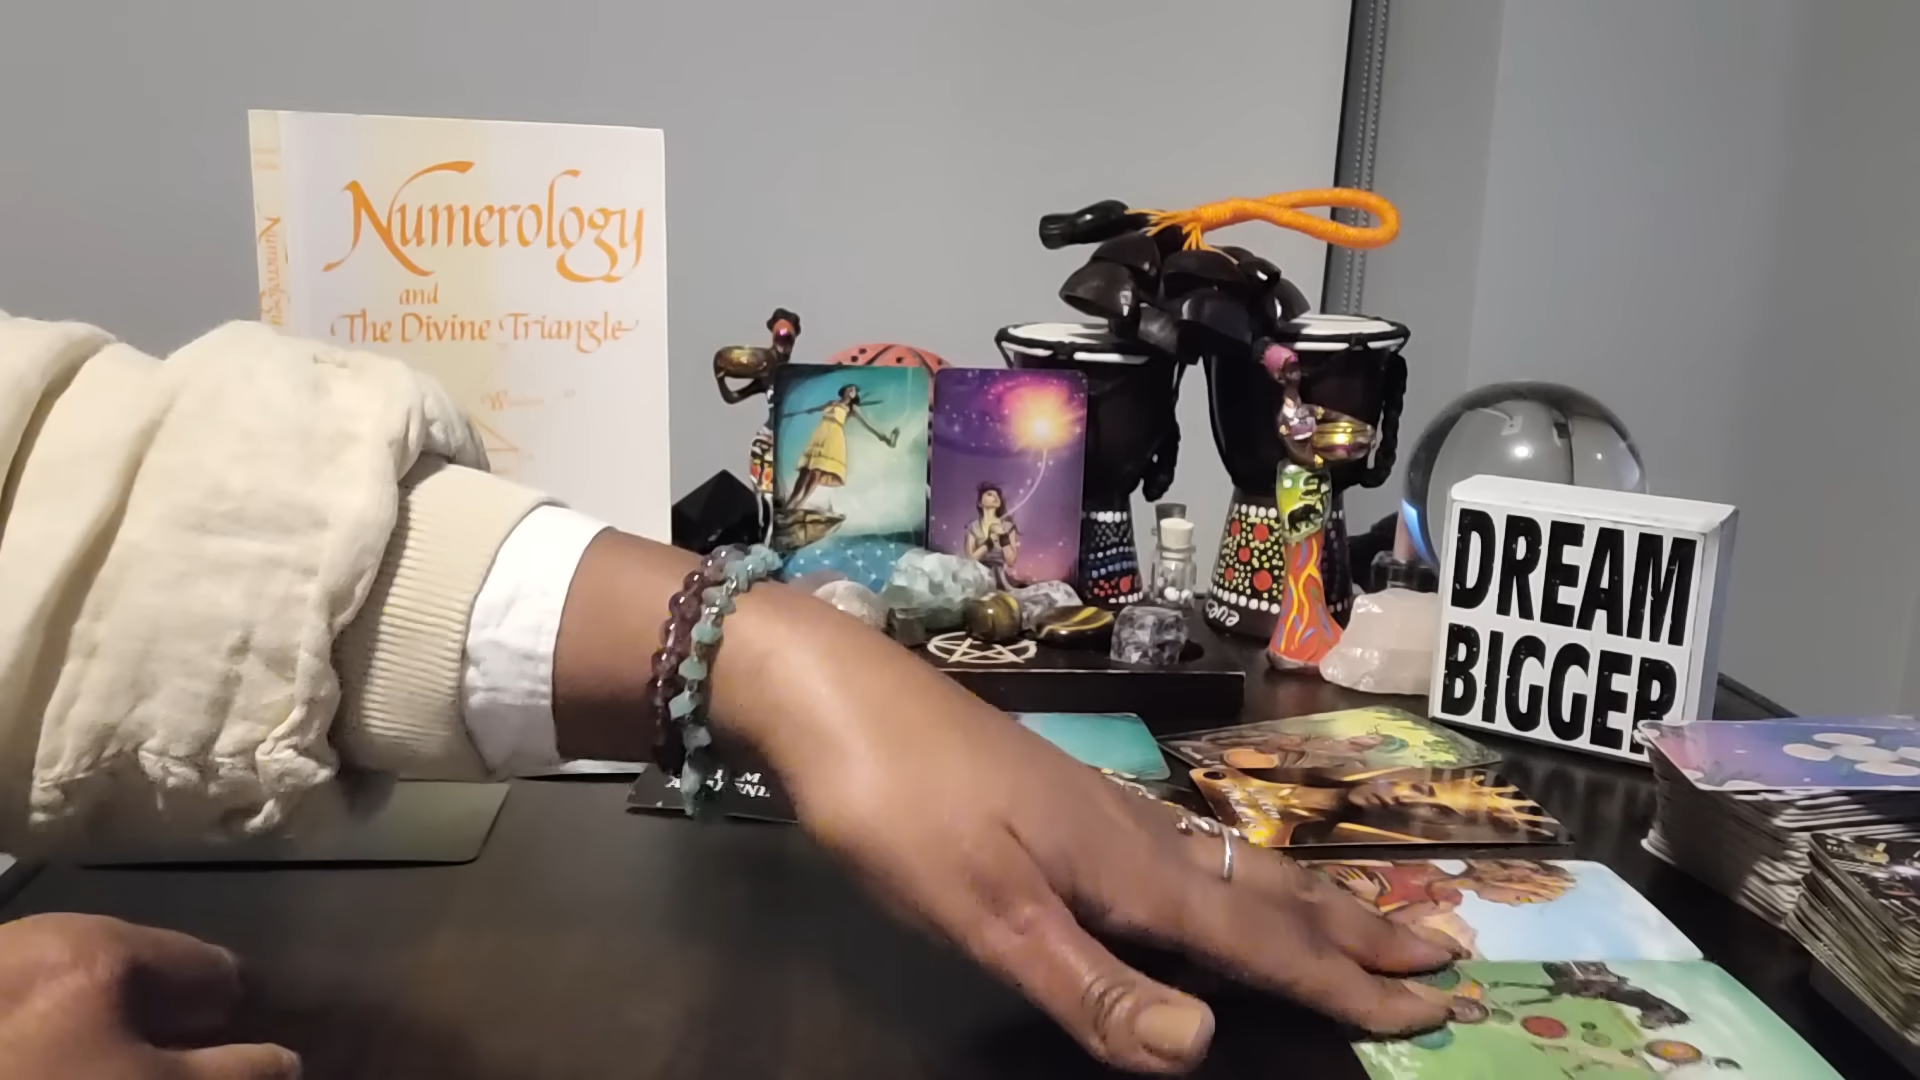 Numerology
and
The Divine Triangle
Numerology
DREAM
BIGGER